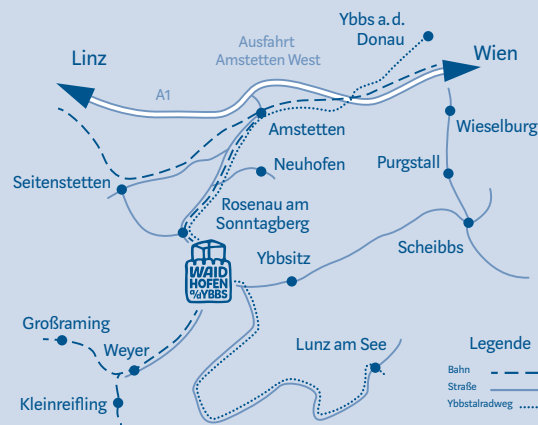 Ybbs a. d.
Donau
Ausfahrt
Amstetten West
Linz
Wien
A1
Amstetten
Wieselburg
Neuhofen
Purgstall
Seitenstetten
Rosenau am
Sonntagberg
Scheibbs
Ybbsitz
WAID
HOFEN
a/d YBBS
Großraming
Weyer
Lunz am See
Kleinreifling
Legende
Bahn
Straße
Ybbstalradweg